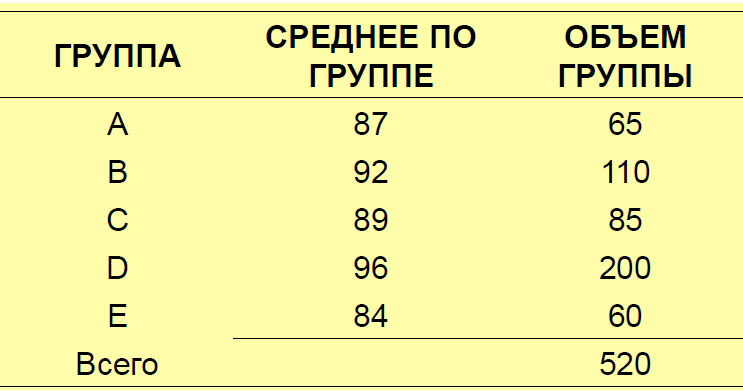 ГРУППА СРЕДНЕЕ ПО ГРУППЕ ОБЪЕМ ГРУППЫ
A 87 65
B 92 110
C 89 85
D 96 200
E 84 60
Всего 520